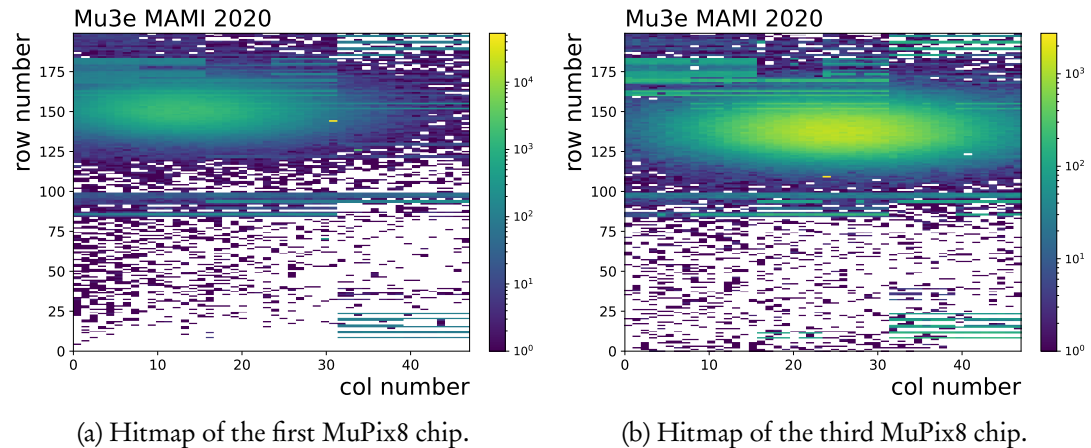 Mu3e MAMI 2020
row number
175
150
125
100
75
50
25
0
0 10 20 30 40
col number
10^4
10^3
10^2
10^1
10^0
(a) Hitmap of the first MuPix8 chip.
Mu3e MAMI 2020
row number
175
150
125
100
75
50
25
0
0 10 20 30 40
col number
10^3
10^2
10^1
10^0
(b) Hitmap of the third MuPix8 chip.